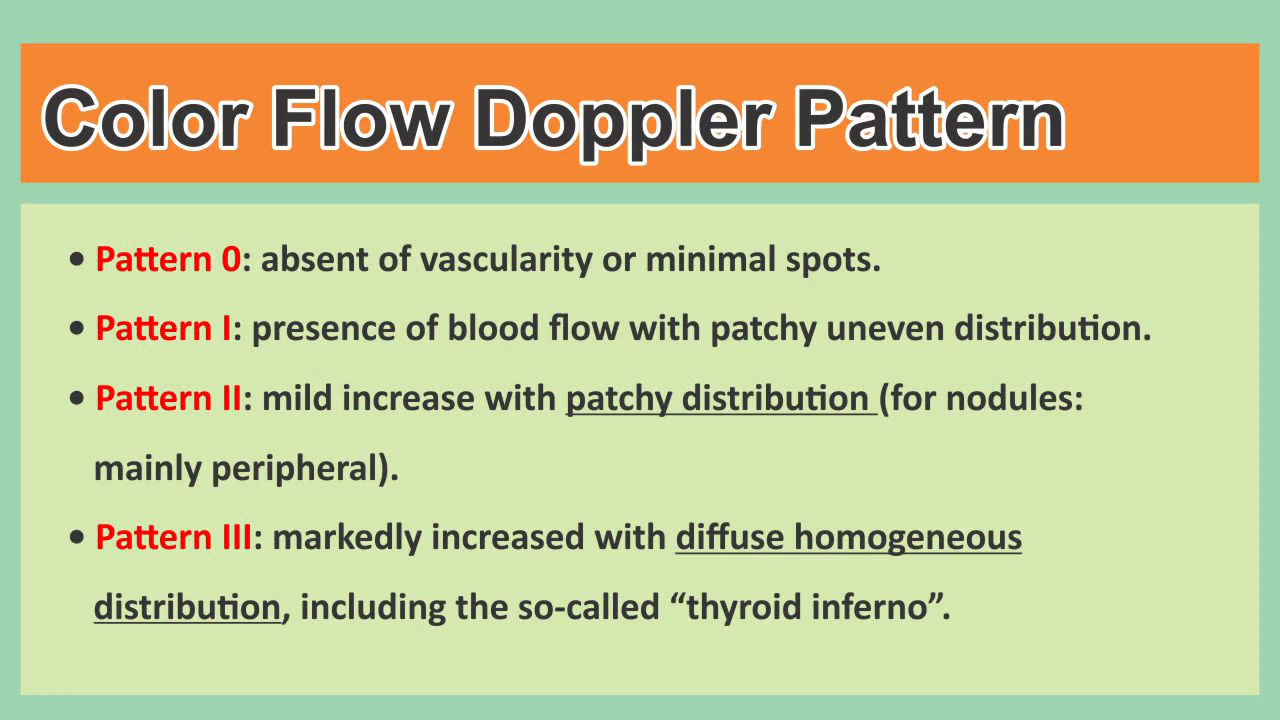 Color Flow Doppler Pattern
• Pattern 0: absent of vascularity or minimal spots.
• Pattern I: presence of blood flow with patchy uneven distribution.
• Pattern II: mild increase with patchy distribution (for nodules:
mainly peripheral).
• Pattern III: markedly increased with diffuse homogeneous
distribution, including the so-called “thyroid inferno”.